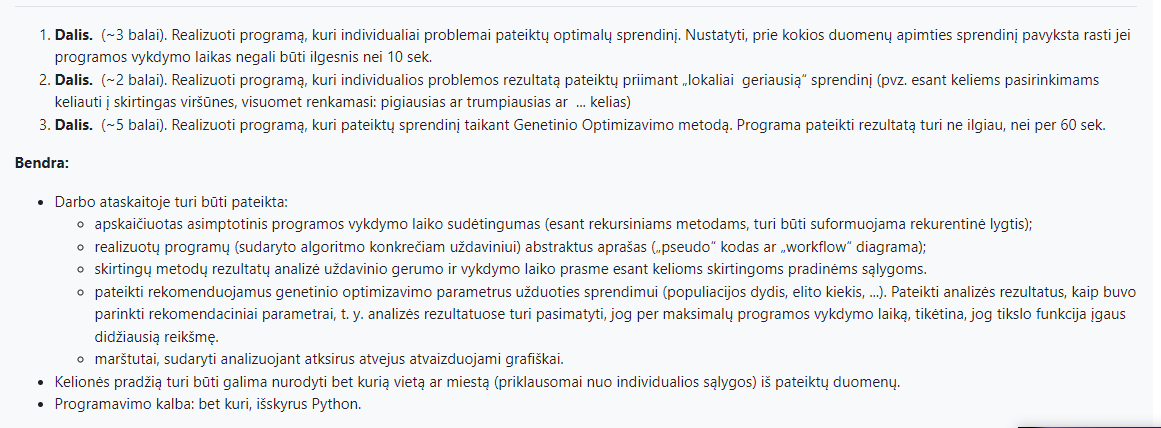 1. Dalis. (~3 balai). Realizuoti programą, kuri individualiai problemai pateiktų optimalų sprendinį. Nustatyti, prie kokios duomenų apimties sprendinį pavyksta rasti jei
programos vykdymo laikas negali būti ilgesnis nei 10 sek.
2. Dalis. (~2 balai). Realizuoti programą, kuri individualios problemos rezultatą pateiktų priimant „lokaliai geriausią“ sprendinį (pvz. esant keliems pasirinkimams
keliauti į skirtingas viršūnes, visuomet renkamasi: pigiausias ar trumpiausias ar ... kelias)
3. Dalis. (~5 balai). Realizuoti programą, kuri pateiktų sprendinį taikant Genetinio Optimizavimo metodą. Programa pateikti rezultatą turi ne ilgiau, nei per 60 sek.
Bendra:
• Darbo ataskaitoje turi būti pateikta:
◦ apskaičiuotas asimptotinis programos vykdymo laiko sudėtingumas (esant rekursiniams metodams, turi būti suformuojama rekurentinė lygtis);
◦ realizuotų programų (sudaryto algoritmo konkrečiam uždaviniui) abstraktus aprašas („pseudo“ kodas ar „workflow“ diagrama);
◦ skirtingų metodų rezultatų analizė uždavinio gerumo ir vykdymo laiko prasme esant kelioms skirtingoms pradinėms sąlygoms.
◦ pateikti rekomenduojamus genetinio optimizavimo parametrus užduoties sprendimui (populiacijos dydis, elito kiekis, ...). Pateikti analizės rezultatus, kaip buvo
parinkti rekomendaciniai parametrai, t. y. analizės rezultatuose turi pasimatyti, jog per maksimalų programos vykdymo laiką, tikėtina, jog tikslo funkcija įgaus
didžiausią reikšmę.
◦ marštutai, sudaryti analizuojant atksirus atvejus atvaizduojami grafiškai.
• Kelionės pradžią turi būti galima nurodyti bet kurią vietą ar miestą (priklausomai nuo individualios sąlygos) iš pateiktų duomenų.
• Programavimo kalba: bet kuri, išskyrus Python.